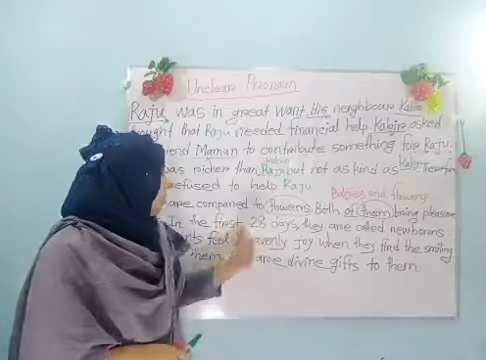 Unclear Pronoun
Raju was in great want. His neighbour Kabir
thought that Raju needed financial help. Kabir asked
friend Mamun to contribute something for Raju.
was richer than Kabir but not as kind as Kabir
refused to help Raju
Babies and flowers
are compared to flowers. Both of them bring pleasure
In the first 28 days, they are called newborns
feel heavenly joy when they find the smiling
them are divine gifts to them